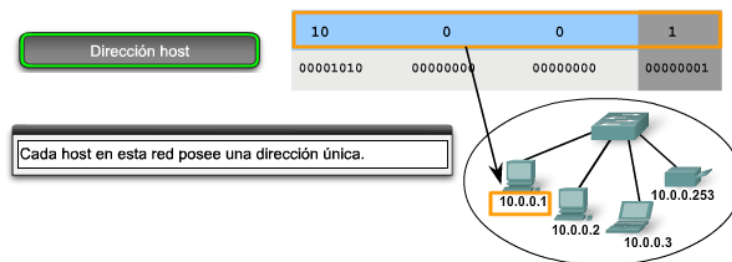 Dirección host
10 0 0 1
00001010 00000000 00000000 00000001
Cada host en esta red posee una dirección única.
10.0.0.1
10.0.0.2
10.0.0.3
10.0.0.253